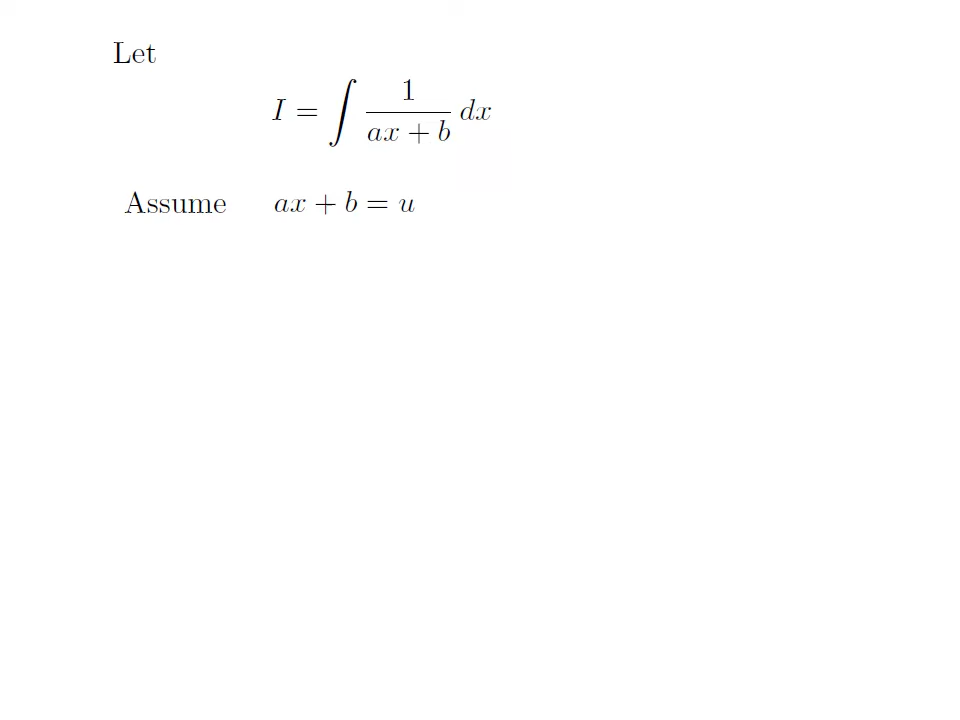 Let
I = ∫ 1/(ax + b) dx
Assume ax + b = u